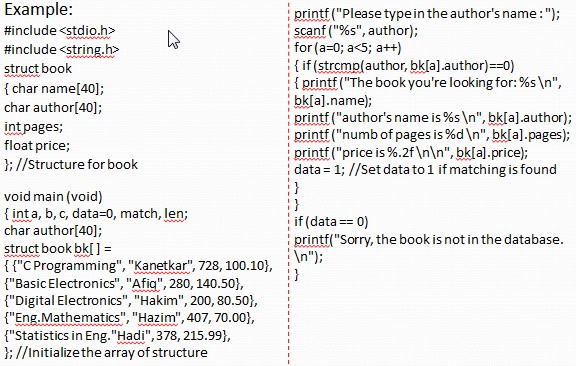 Example:
#include <stdio.h>
#include <string.h>
struct book
{ char name[40];
char author[40];
int pages;
float price;
}; //Structure for book
void main (void)
{ int a, b, c, data=0, match, len;
char author[40];
struct book bk[ ] =
{ {"C Programming", "Kanetkar", 728, 100.10},
{"Basic Electronics", "Afiq", 280, 140.50},
{"Digital Electronics", "Hakim", 200, 80.50},
{"Eng.Mathematics", "Hazim", 407, 70.00},
{"Statistics in Eng."Hadi", 378, 215.99},
}; //Initialize the array of structure
printf ("Please type in the author's name : ");
scanf ("%s", author);
for (a=0; a<5; a++)
{ if (strcmp(author, bk[a].author)==0)
{ printf ("The book you're looking for: %s \n",
bk[a].name);
printf ("author's name is %s \n", bk[a].author);
printf ("numb of pages is %d \n", bk[a].pages);
printf ("price is %.2f \n\n", bk[a].price);
data = 1; //Set data to 1 if matching is found
}
}
if (data == 0)
printf("Sorry, the book is not in the database.
\n");
}